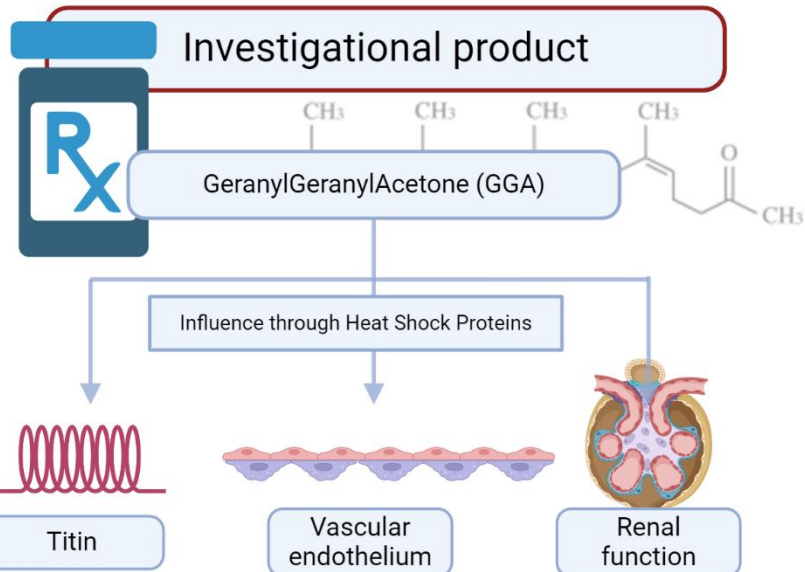 Investigational product
Rx
CH3 CH3 CH3 CH3
GeranylGeranylAcetone (GGA)
O
CH3
Influence through Heat Shock Proteins
Titin
Vascular
endothelium
Renal
function